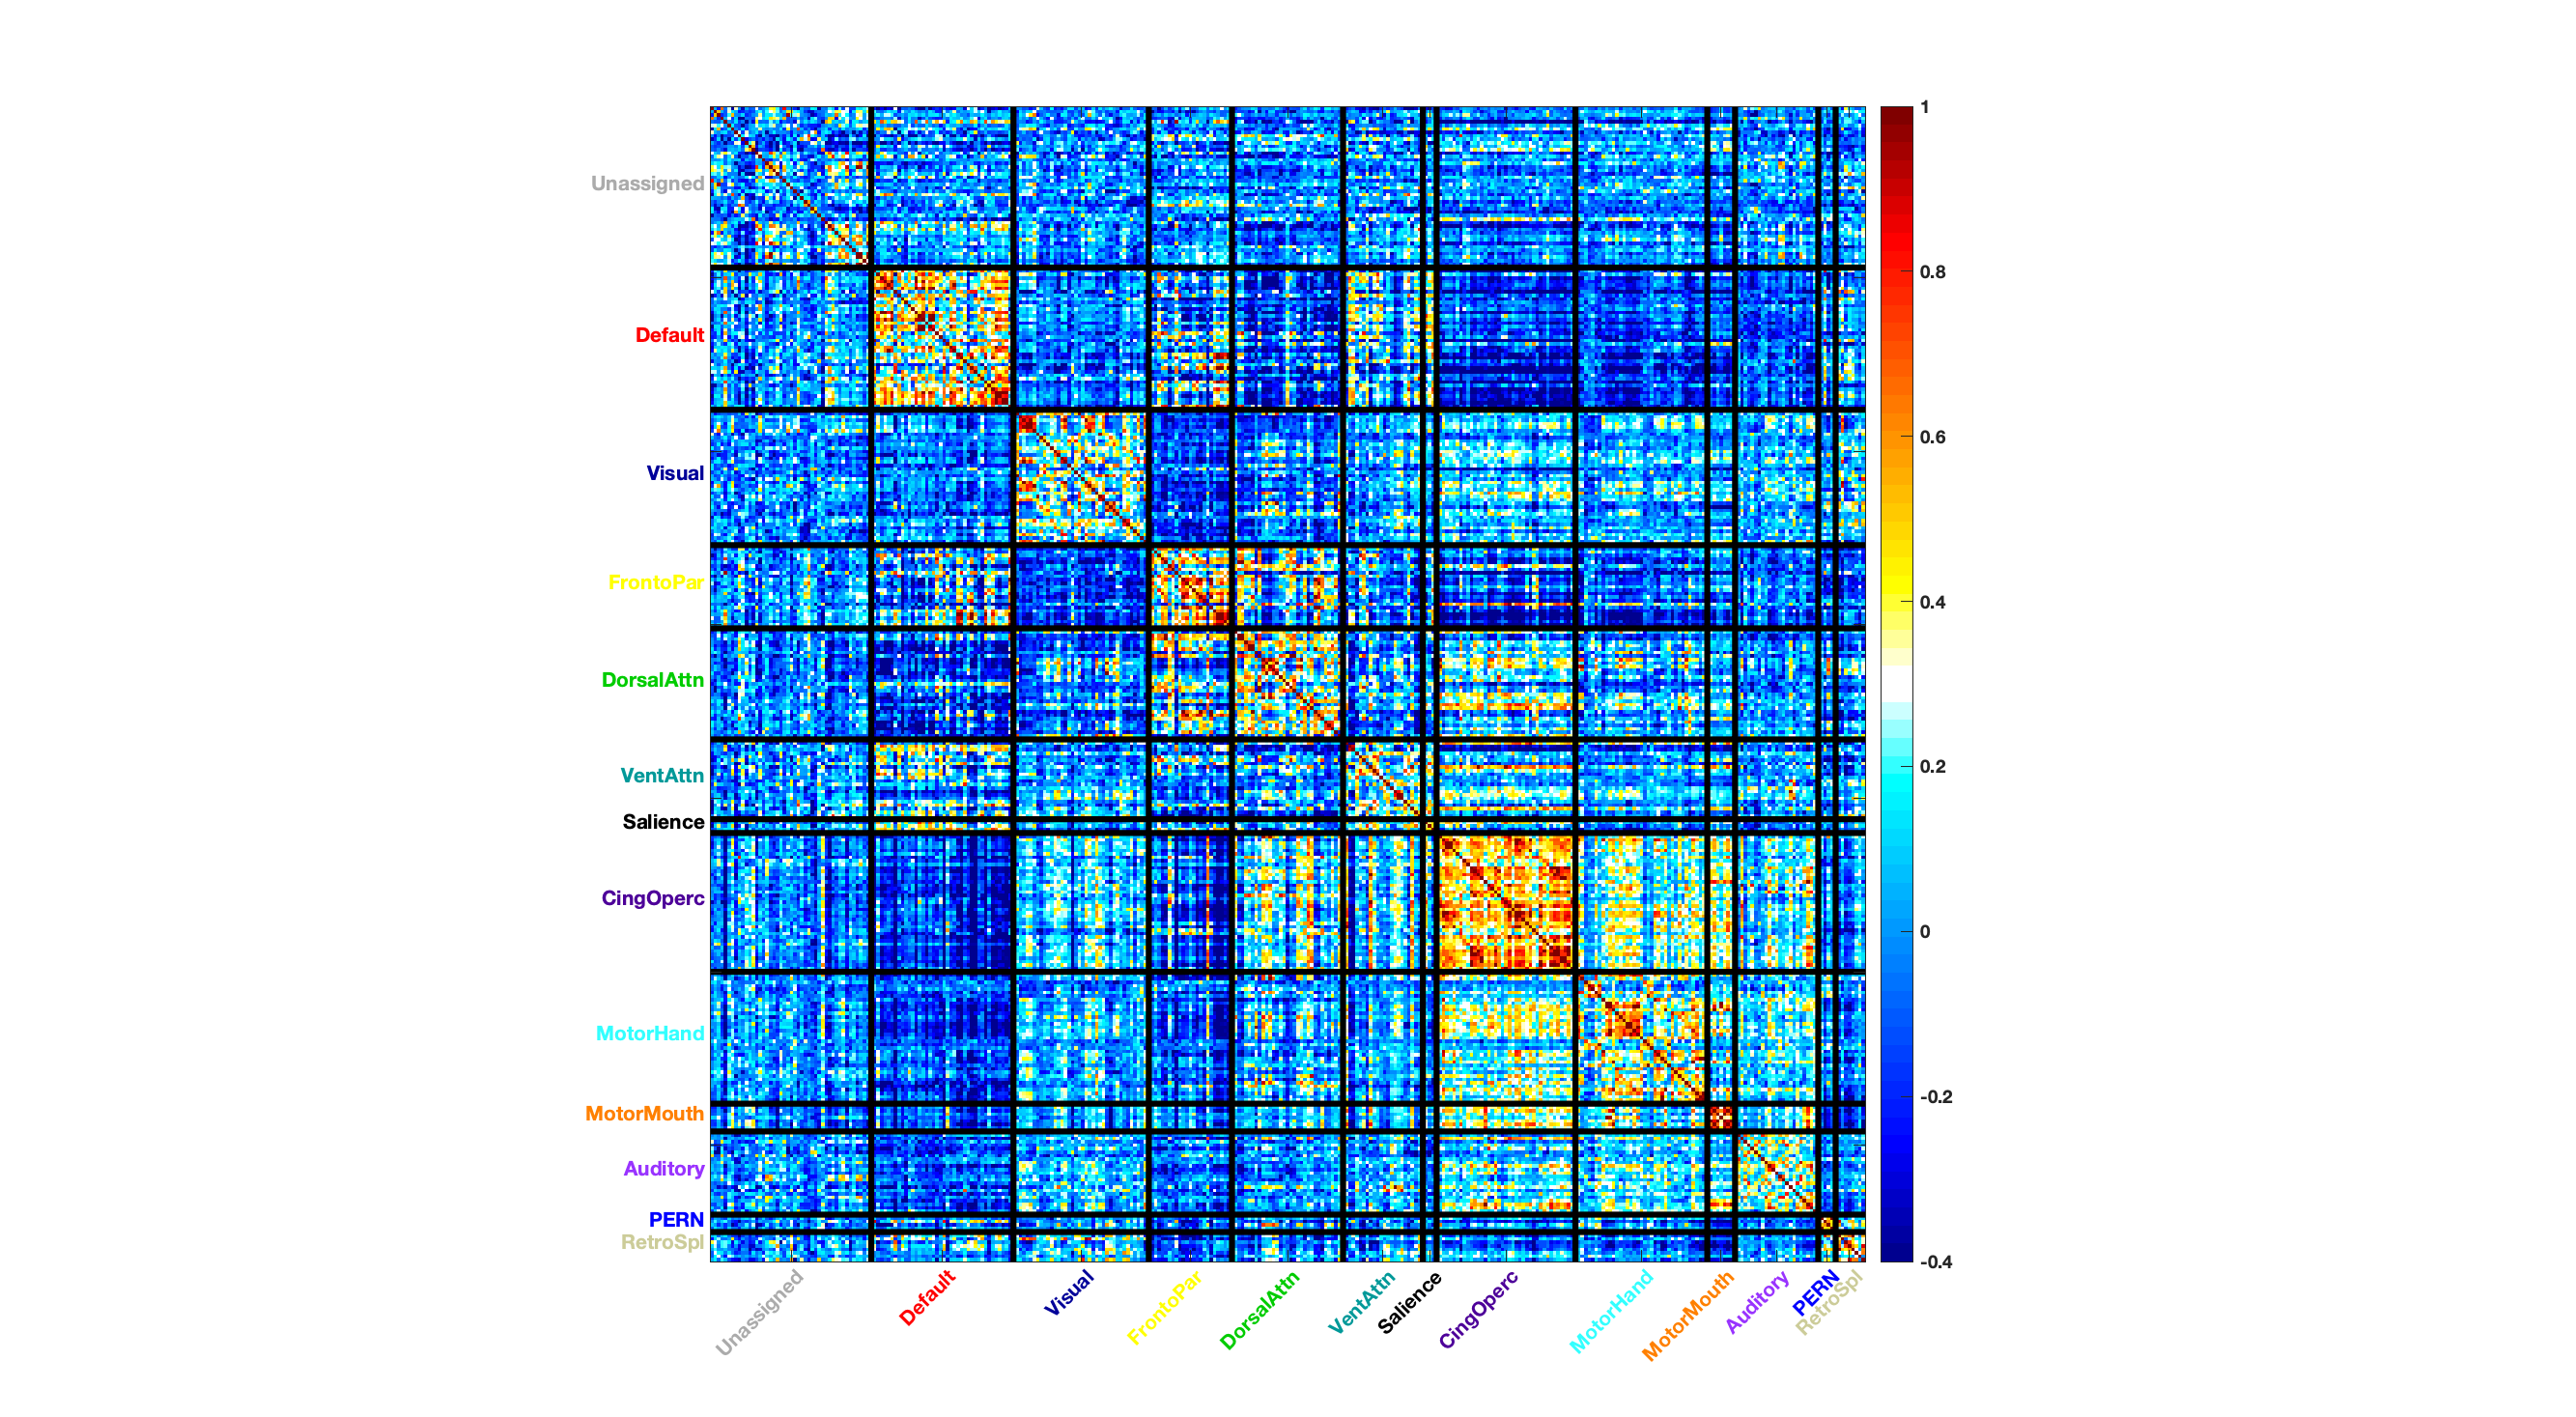 Unassigned
Default
Visual
FrontoPar
DorsalAttn
VentAttn
Salience
CingOperc
MotorHand
MotorMouth
Auditory
PERN
RetroSpl
1
0.8
0.6
0.4
0.2
0
-0.2
-0.4
Unassigned
Default
Visual
FrontoPar
DorsalAttn
VentAttn
Salience
CingOperc
MotorHand
MotorMouth
Auditory
PERN
RetroSpl